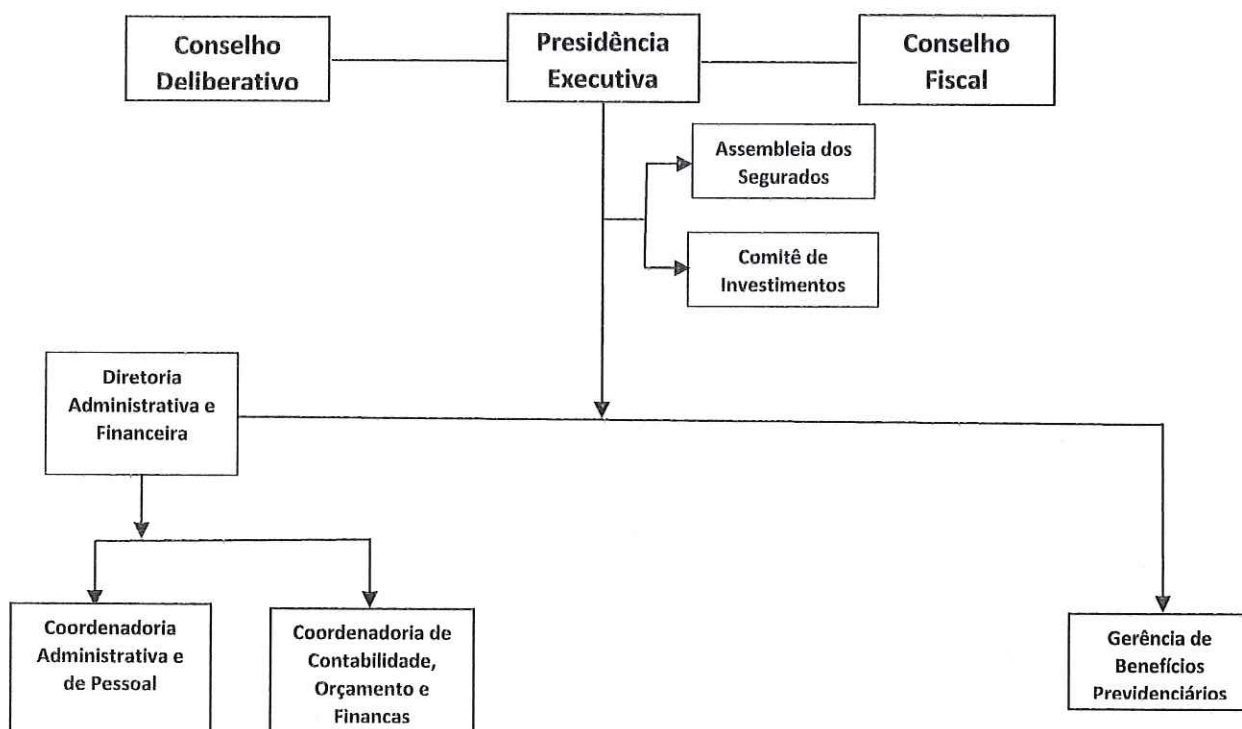 Conselho
Deliberativo
Presidência
Executiva
Conselho
Fiscal
Assembleia dos
Segurados
Comitê de
Investimentos
Diretoria
Administrativa e
Financeira
Coordenadoria
Administrativa e
de Pessoal
Coordenadoria de
Contabilidade,
Orçamento e
Financas
Gerência de
Benefícios
Previdenciários